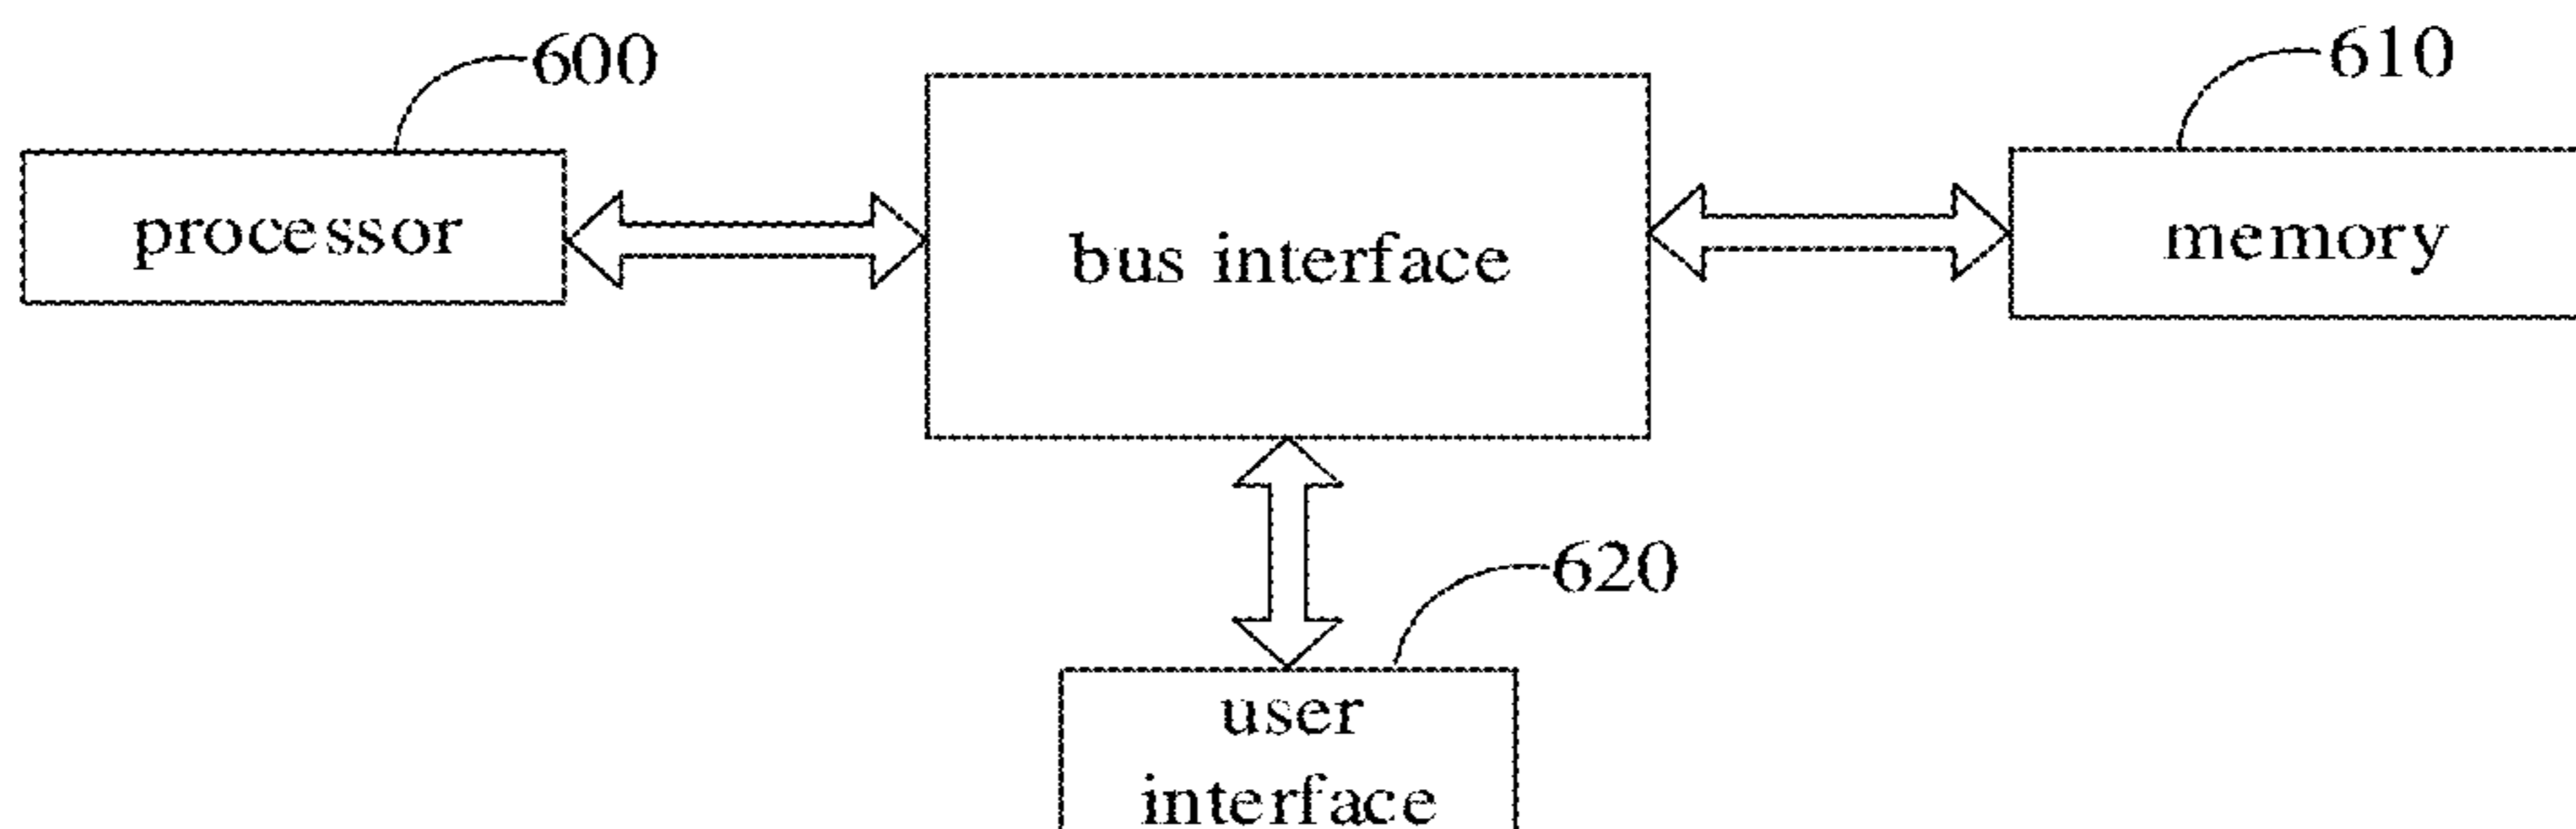 600
610
processor
bus interface
memory
620
user
interface